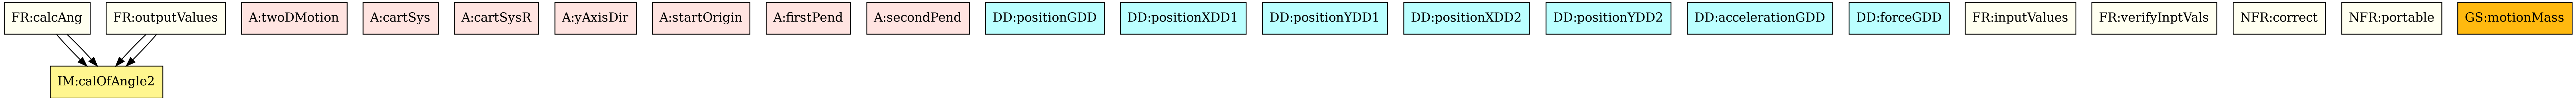 FR:calcAng
FR:outputValues
A:twoDMotion
A:cartSys
A:cartSysR
A:yAxisDir
A:startOrigin
A:firstPend
A:secondPend
DD:positionGDD
DD:positionXDD1
DD:positionYDD1
DD:positionXDD2
DD:positionYDD2
DD:accelerationGDD
DD:forceGDD
FR:inputValues
FR:verifyInptVals
NFR:correct
NFR:portable
GS:motionMass
IM:calOfAngle2